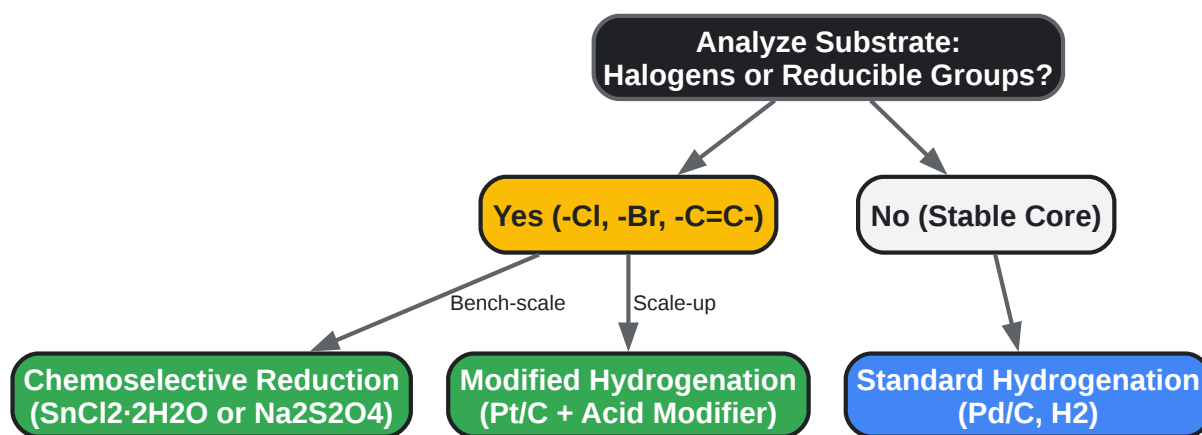 Analyze Substrate:
Halogens or Reducible Groups?
Yes (-Cl, -Br, -C=C-)
No (Stable Core)
Bench-scale
Scale-up
Chemoselective Reduction
(SnCl2·2H2O or Na2S2O4)
Modified Hydrogenation
(Pt/C + Acid Modifier)
Standard Hydrogenation
(Pd/C, H2)